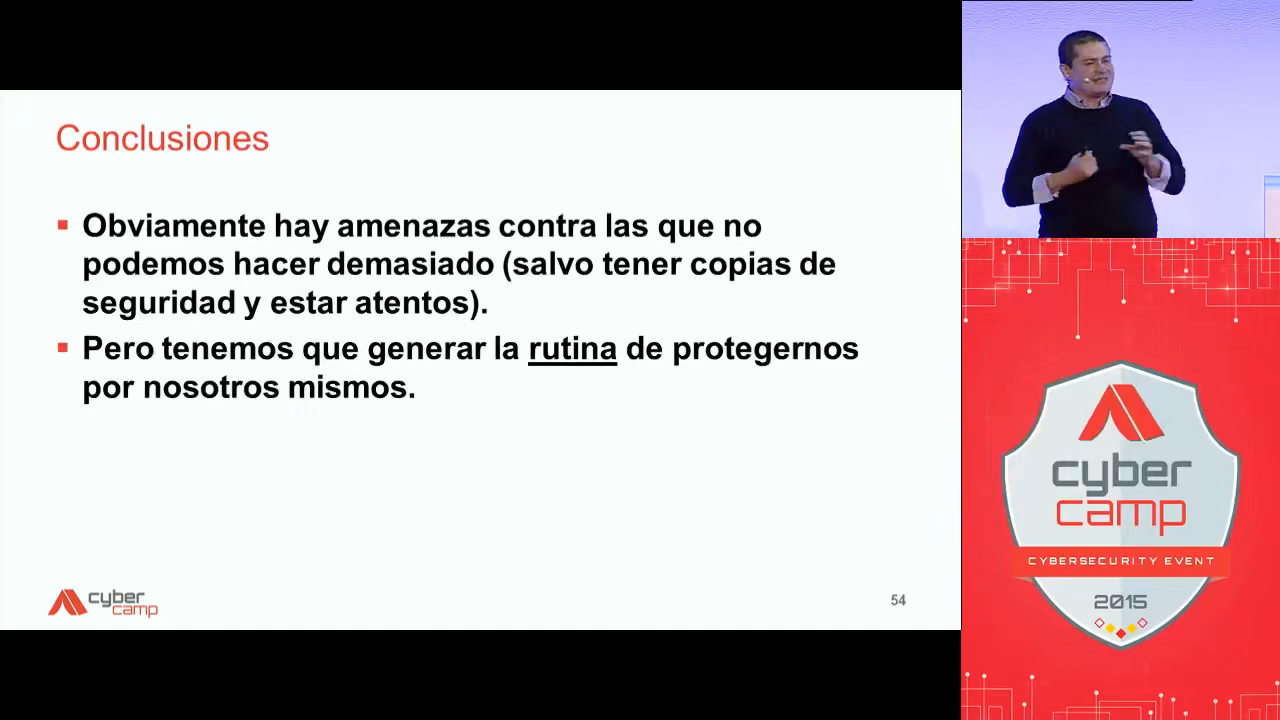 Conclusiones
Obviamente hay amenazas contra las que no
podemos hacer demasiado (salvo tener copias de
seguridad y estar atentos).
Pero tenemos que generar la rutina de protegernos
por nosotros mismos.
cyber
camp
54
cyber
camp
CYBERSECURITY EVENT
2015